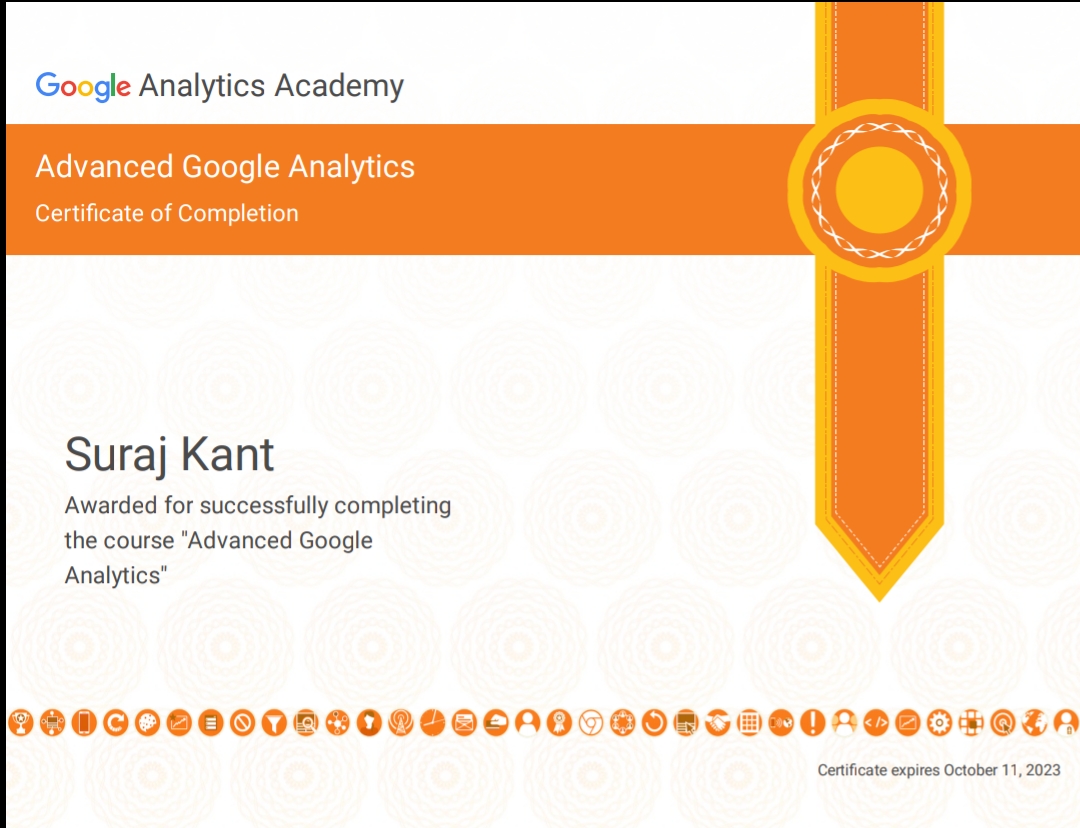 Google Analytics Academy
Advanced Google Analytics
Certificate of Completion
Suraj Kant
Awarded for successfully completing
the course "Advanced Google
Analytics"
Certificate expires October 11, 2023